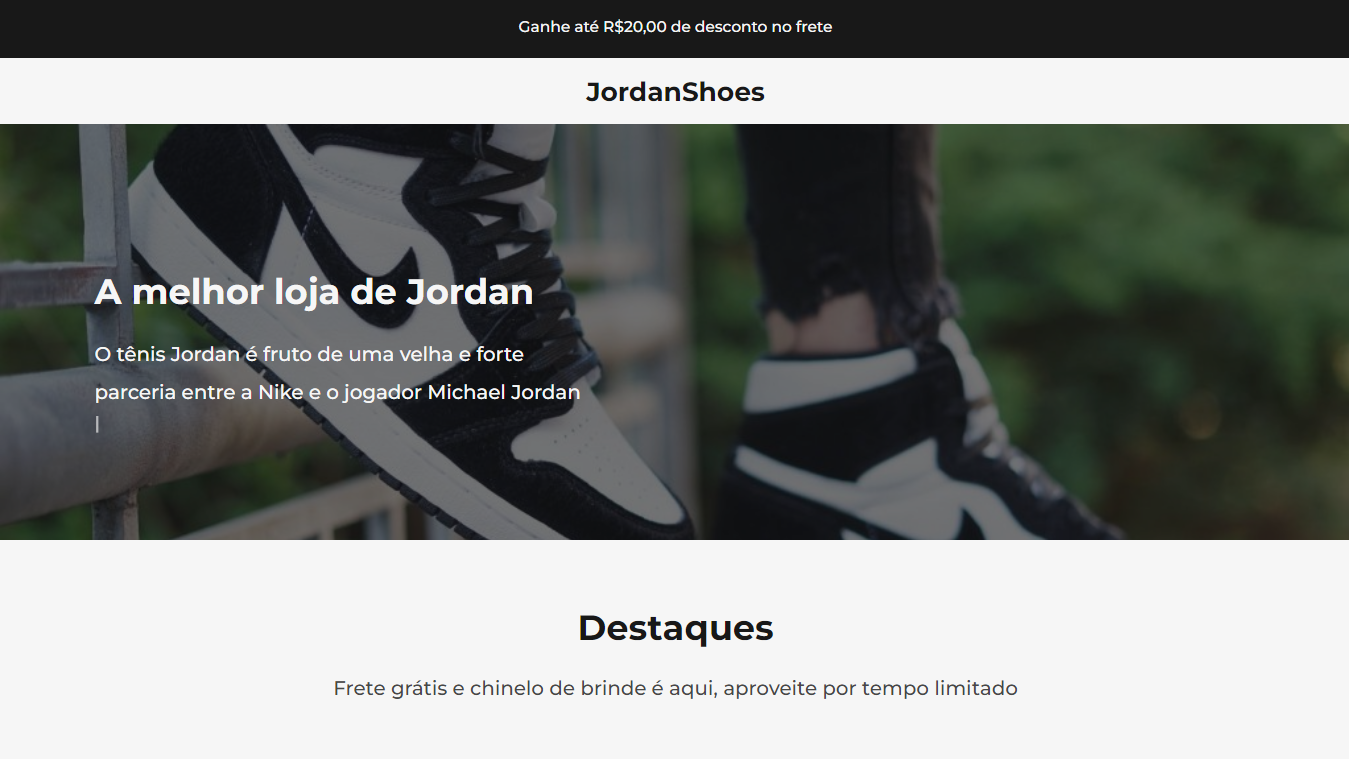 Ganhe até R$20,00 de desconto no frete
JordanShoes
A melhor loja de Jordan
O tênis Jordan é fruto de uma velha e forte
parceria entre a Nike e o jogador Michael Jordan
|
Destaques
Frete grátis e chinelo de brinde é aqui, aproveite por tempo limitado